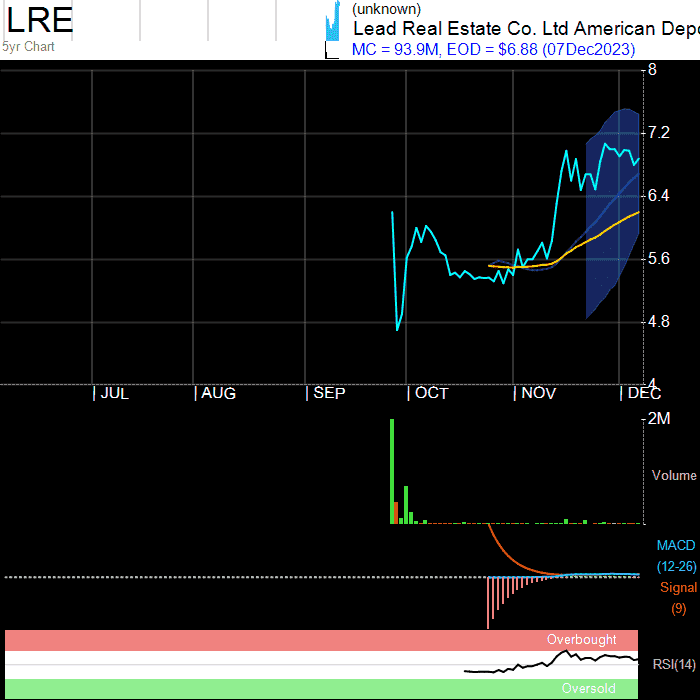 LRE
5yr Chart
(unknown)
Lead Real Estate Co. Ltd American Depo
MC = 93.9M, EOD = $6.88 (07Dec2023)
8
7.2
6.4
5.6
4.8
4
JUL AUG SEP OCT NOV DEC
2M
Volume
MACD
(12-26)
Signal
(9)
Overbought
RSI(14)
Oversold